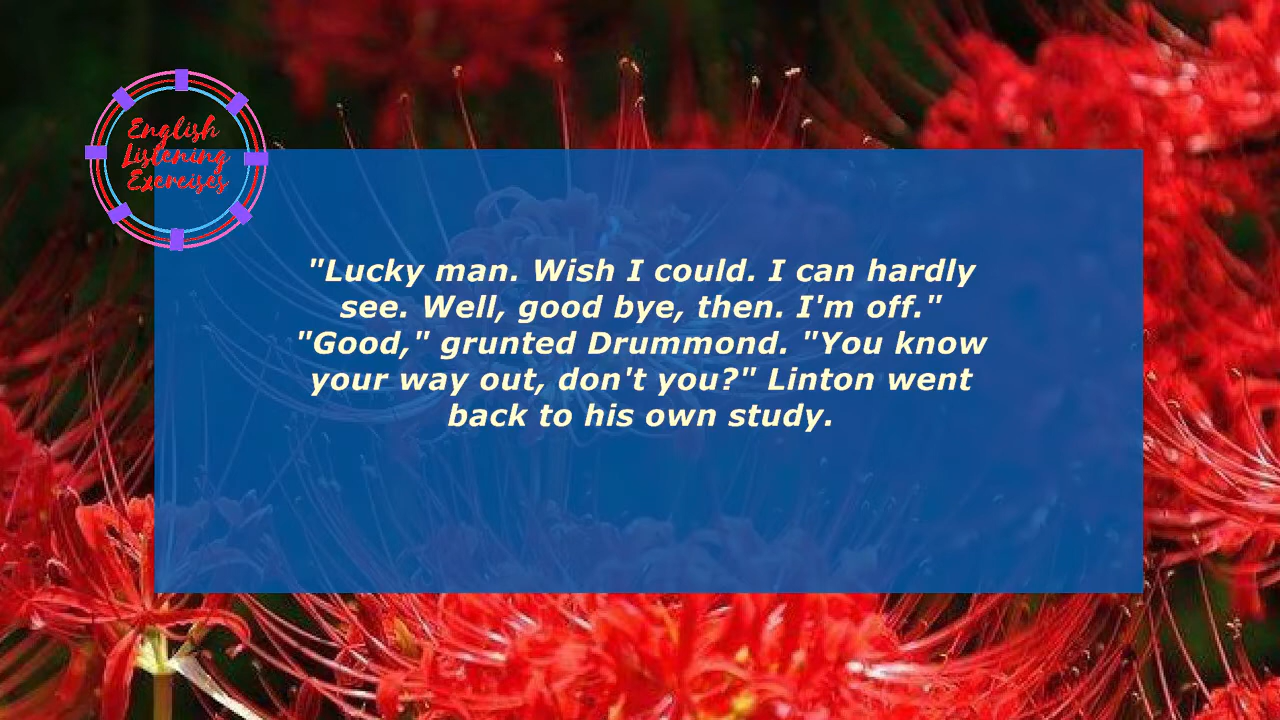 English
Listening
Exercises
"Lucky man. Wish I could. I can hardly
see. Well, good bye, then. I'm off."
"Good," grunted Drummond. "You know
your way out, don't you?" Linton went
back to his own study.